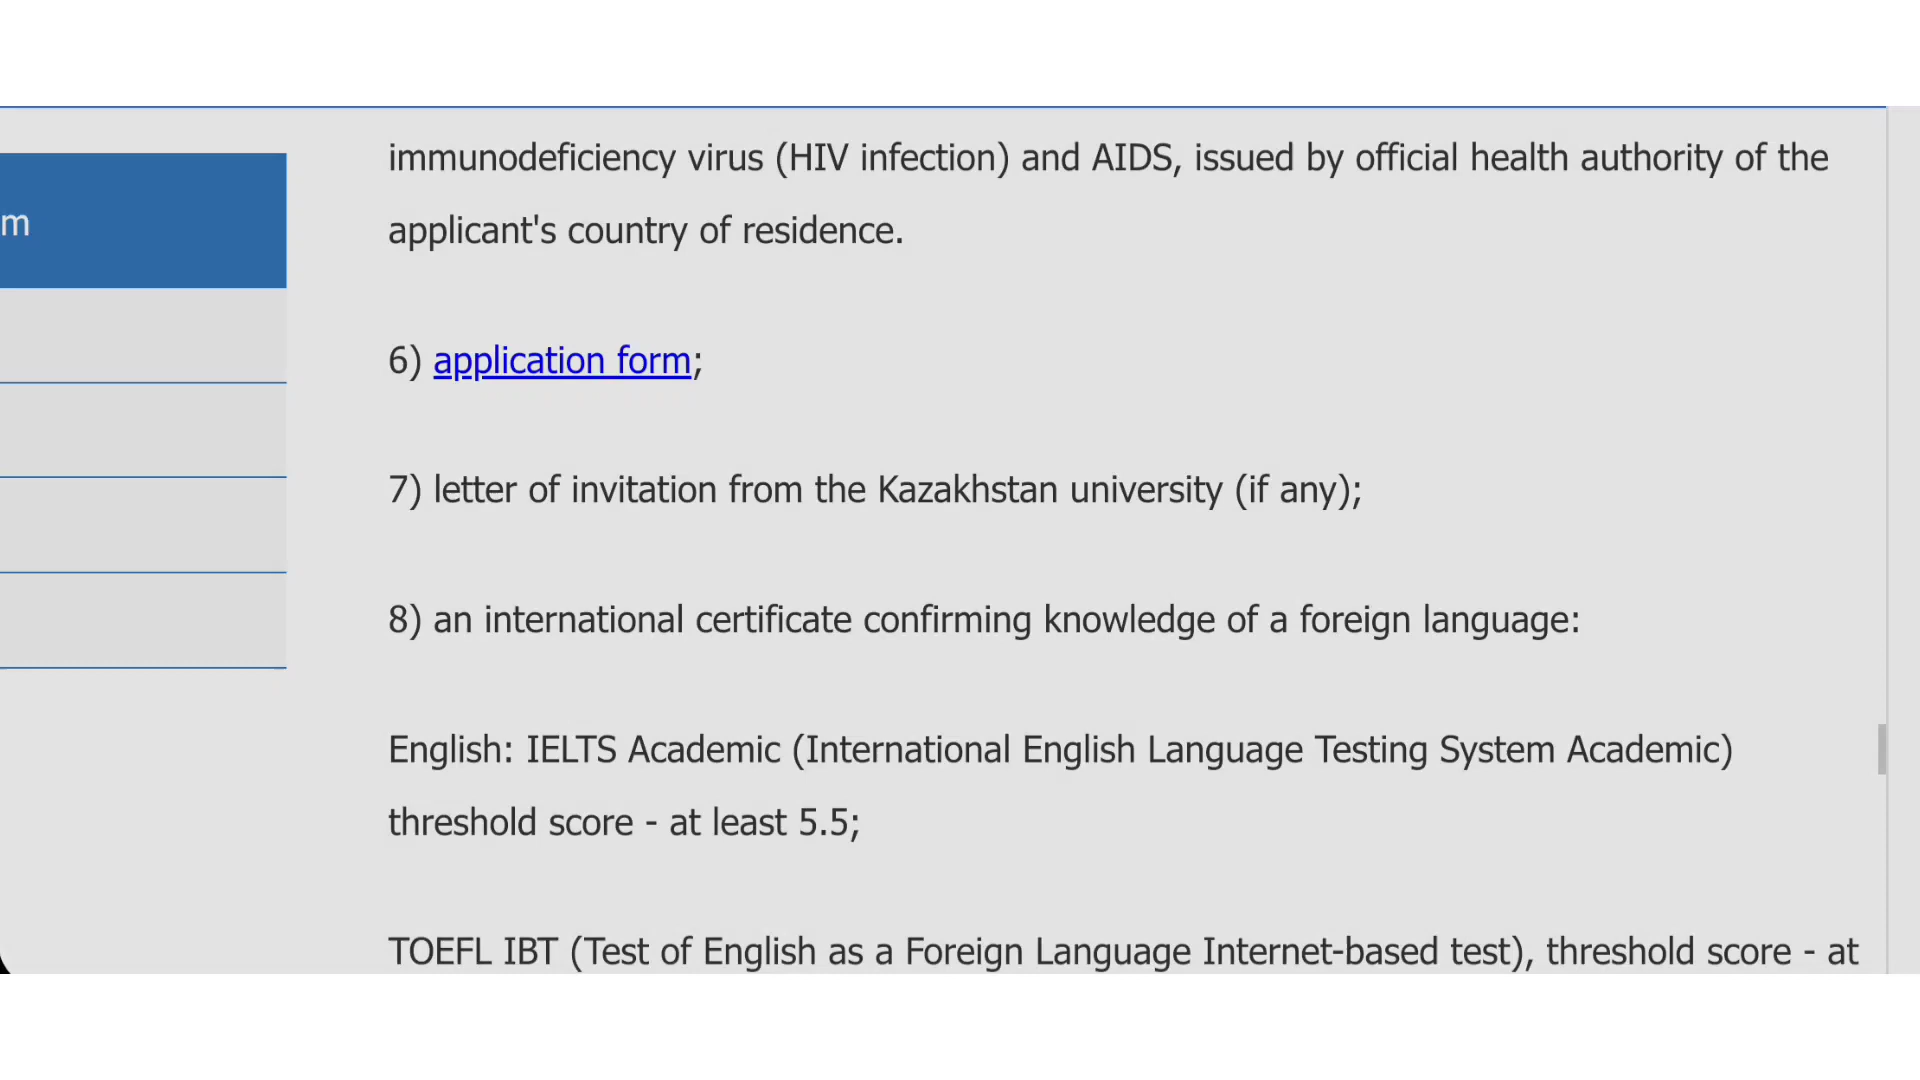 immunodeficiency virus (HIV infection) and AIDS, issued by official health authority of the
applicant's country of residence.
m
6) application form;
7) letter of invitation from the Kazakhstan university (if any);
8) an international certificate confirming knowledge of a foreign language:
English: IELTS Academic (International English Language Testing System Academic)
threshold score - at least 5.5;
TOEFL IBT (Test of English as a Foreign Language Internet-based test), threshold score - at